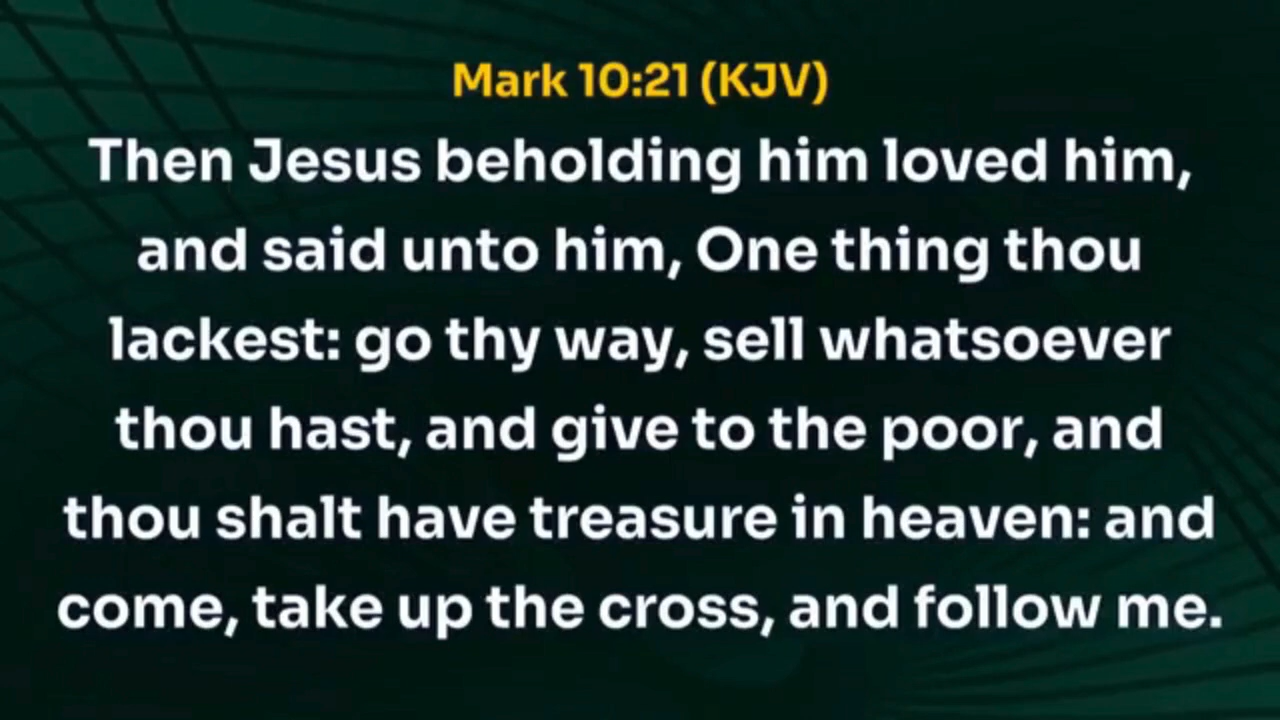 Mark 10:21 (KJV)
Then Jesus beholding him loved him,
and said unto him, One thing thou
lackest: go thy way, sell whatsoever
thou hast, and give to the poor, and
thou shalt have treasure in heaven: and
come, take up the cross, and follow me.